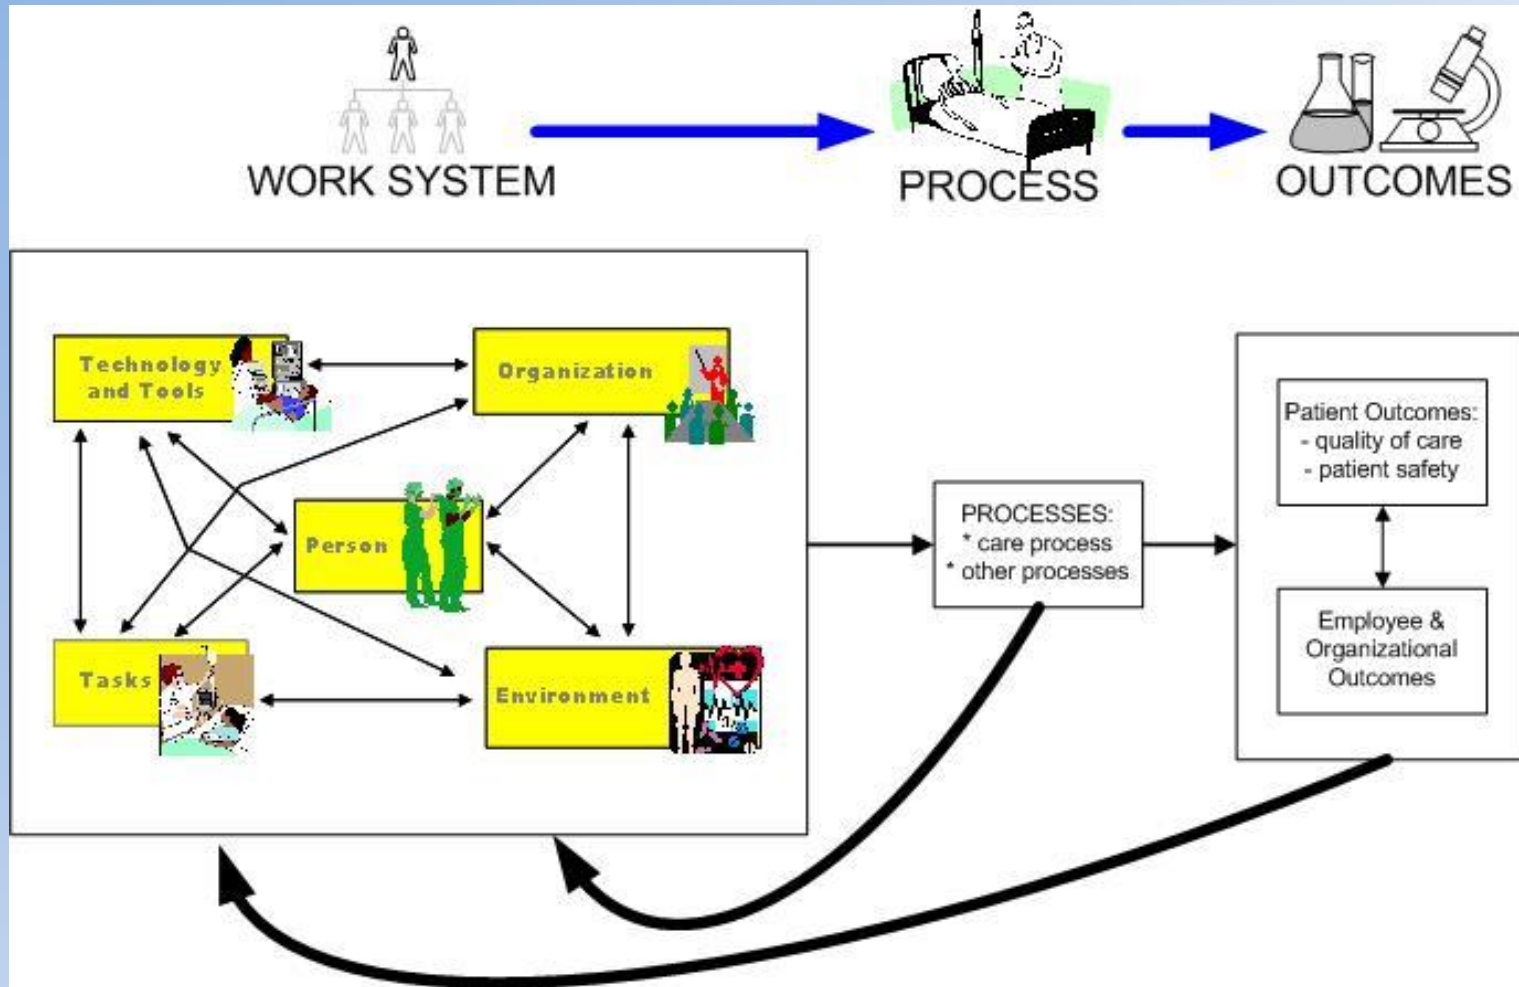 WORK SYSTEM
PROCESS
OUTCOMES
Technology
and Tools
Organization
Person
Tasks
Environment
PROCESSES:
* care process
* other processes
Patient Outcomes:
- quality of care
- patient safety
Employee &
Organizational
Outcomes